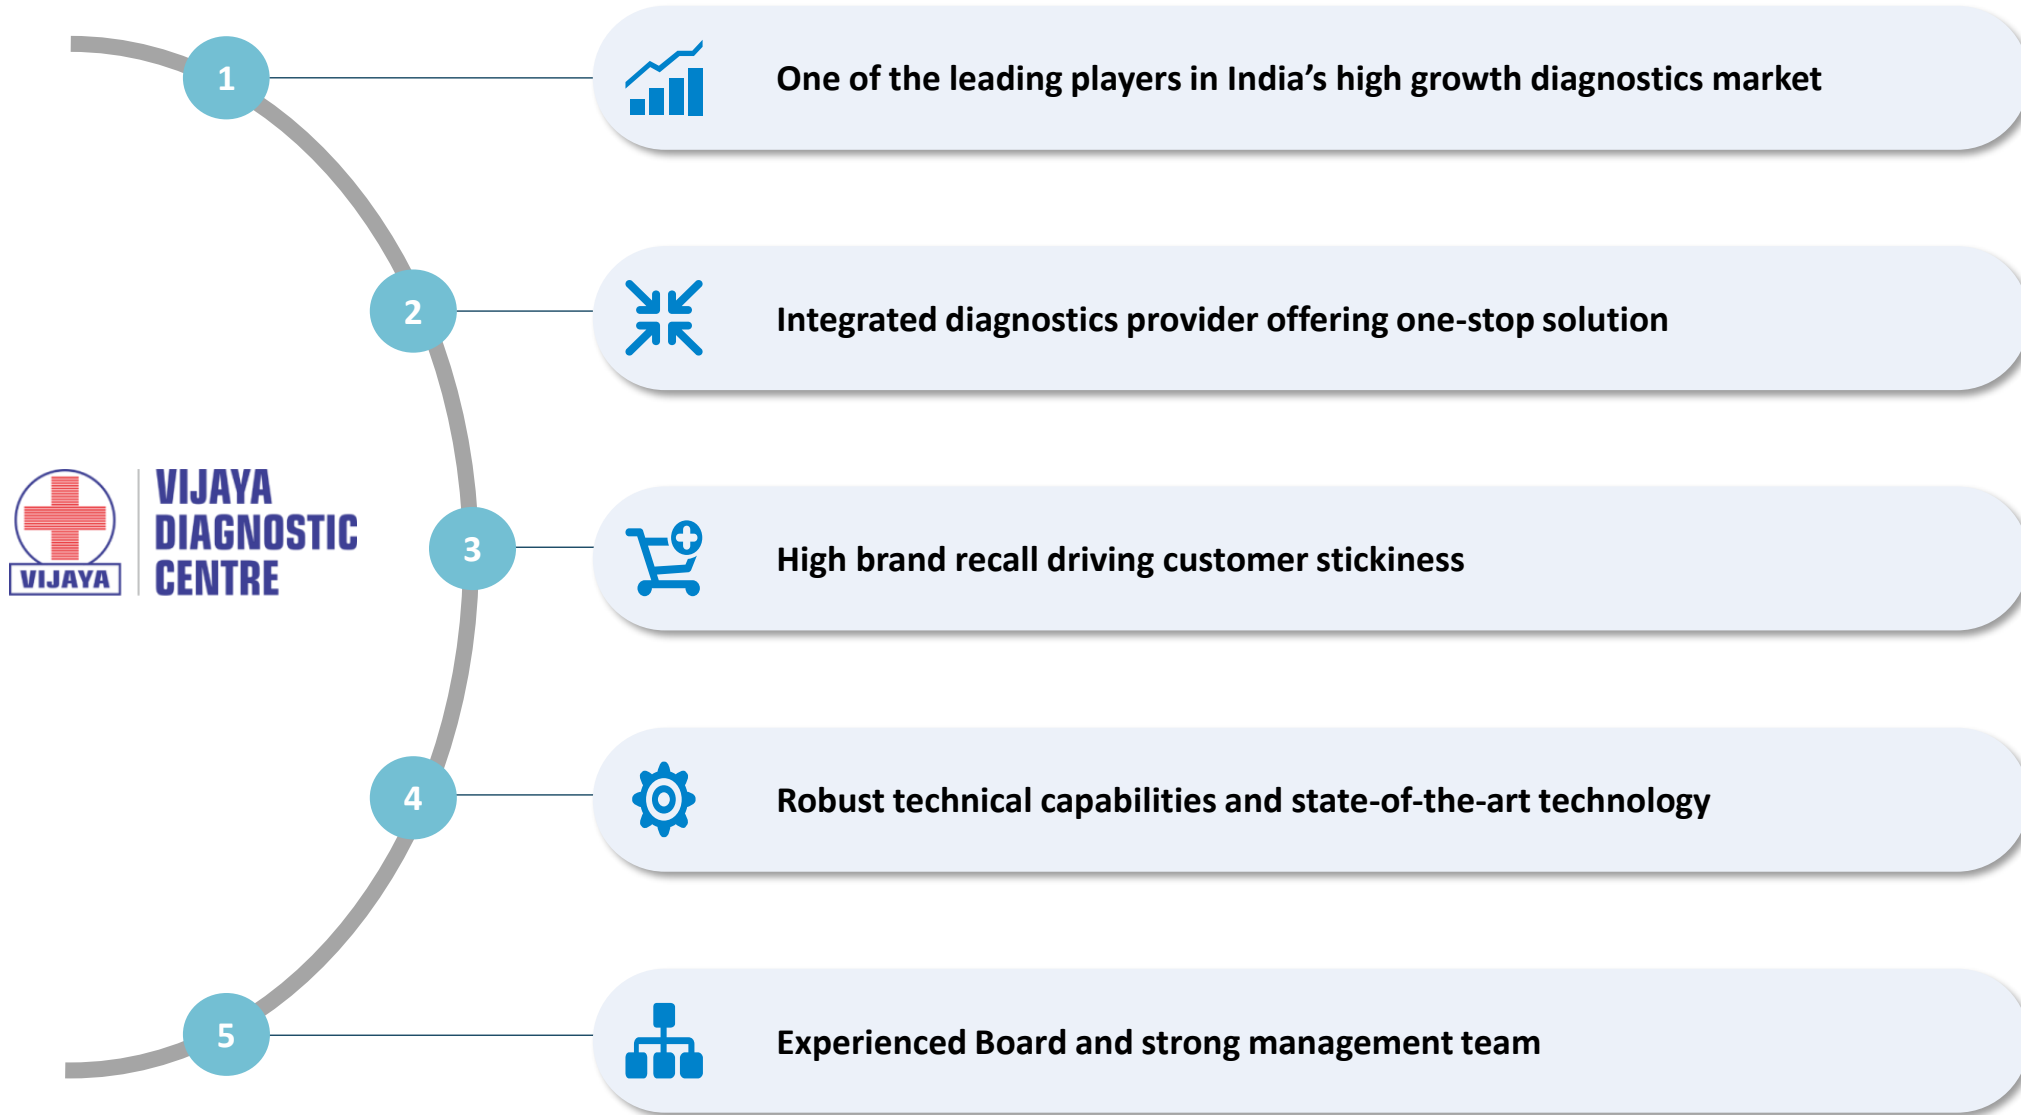 1
One of the leading players in India’s high growth diagnostics market
2
Integrated diagnostics provider offering one-stop solution
VIJAYA
VIJAYA
DIAGNOSTIC
CENTRE
3
High brand recall driving customer stickiness
4
Robust technical capabilities and state-of-the-art technology
5
Experienced Board and strong management team